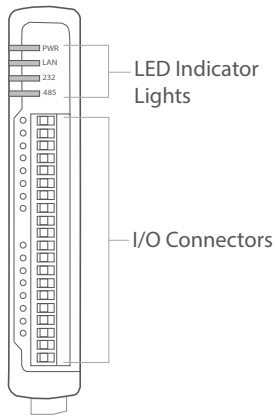 PWR
LAN
232
485
LED Indicator
Lights
I/O Connectors